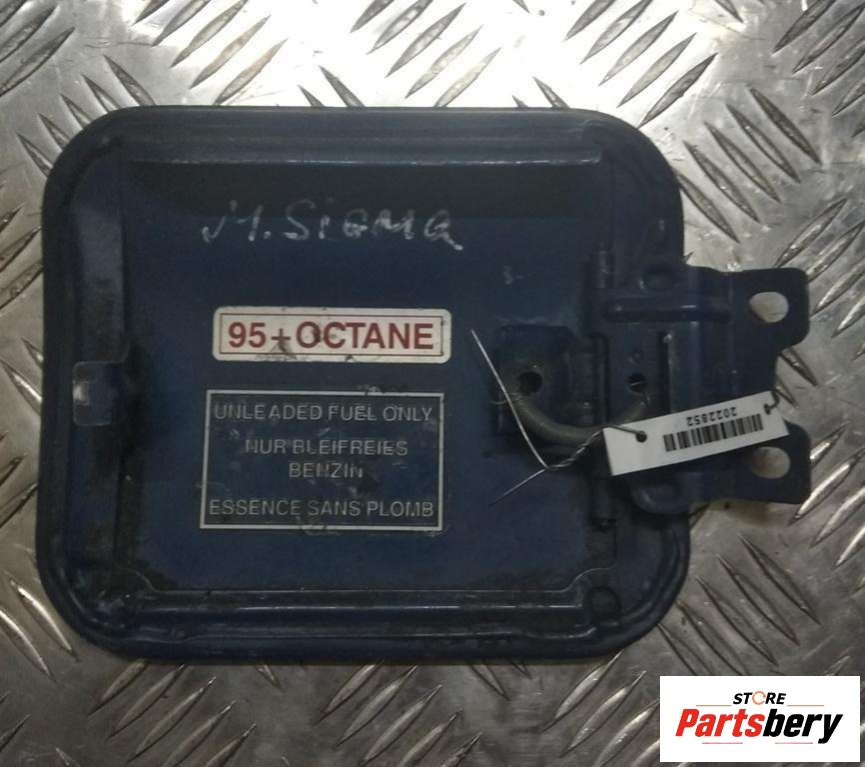 M. SIGMA
95+ OCTANE
UNLEADED FUEL ONLY
NUR BLEIFREIES
BENZIN
ESSENCE SANS PLOMB
2022852
STORE
Partsbery